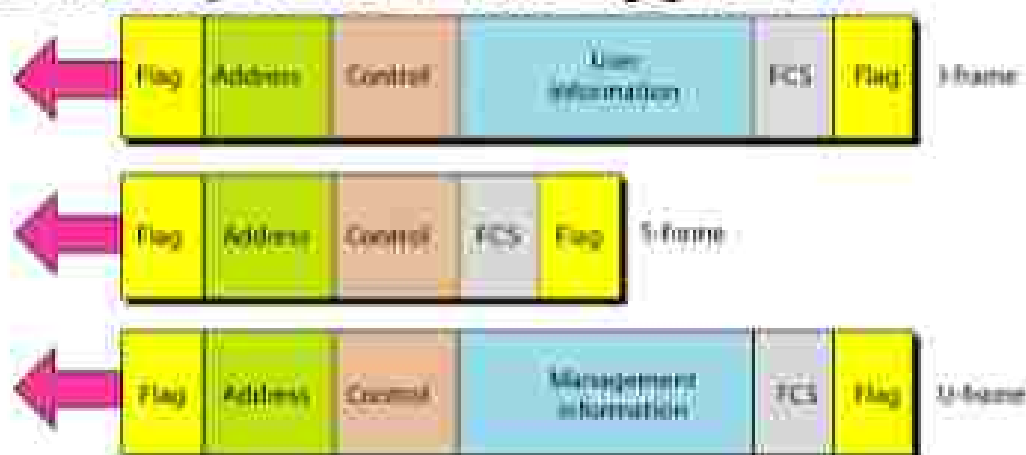 Flag Address Control User information FCS Flag I-frame
Flag Address Control FCS Flag S-frame
Flag Address Control Management information FCS Flag U-frame